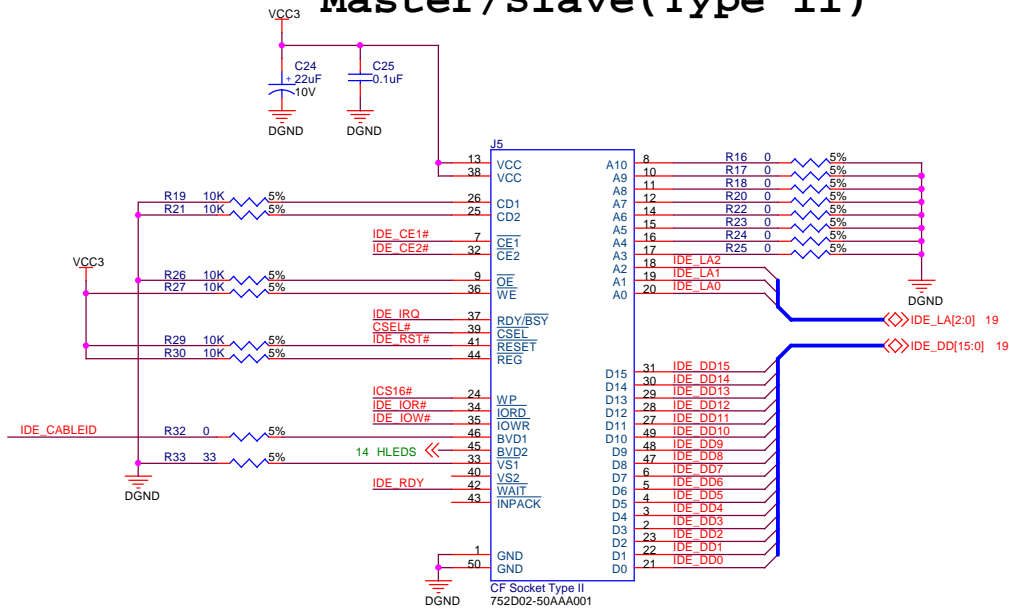 Master/Slave(Type II)
VCC3
C24
+ 22uF
10V
C25
0.1uF
DGND DGND
J5
13 VCC A10 8 R16 0 5%
38 VCC A9 10 R17 0 5%
A8 11 R18 0 5%
R19 10K 5% 26 CD1 A7 12 R20 0 5%
R21 10K 5% 25 CD2 A6 14 R22 0 5%
A5 15 R23 0 5%
IDE_CE1# 7 CE1 A4 16 R24 0 5%
IDE_CE2# 32 CE2 A3 17 R25 0 5%
A2 18 IDE_LA2
VCC3
R26 10K 5% 9 OE A1 19 IDE_LA1
R27 10K 5% 36 WE A0 20 IDE_LA0
DGND
IDE_IRQ 37 RDY/BSY
IDE_LA[2:0] 19
CSEL# 39 CSEL
IDE_RST#
R29 10K 5% 41 RESET
IDE_DD[15:0] 19
R30 10K 5% 44 REG
D15 31 IDE_DD15
D14 30 IDE_DD14
ICS16# 24 WP D13 29 IDE_DD13
IDE_IOR# 34 IORD D12 28 IDE_DD12
IDE_IOW# 35 IOWR D11 27 IDE_DD11
IDE_CABLEID R32 0 5% 46 BVD1 D10 49 IDE_DD10
14 HLEDS 45 BVD2 D9 48 IDE_DD9
R33 33 5% 33 VS1 D8 47 IDE_DD8
40 VS2 D7 6 IDE_DD7
IDE_RDY 42 WAIT D6 5 IDE_DD6
43 INPACK D5 4 IDE_DD5
DGND
D4 3 IDE_DD4
D3 2 IDE_DD3
D2 23 IDE_DD2
1 GND D1 22 IDE_DD1
50 GND D0 21 IDE_DD0
DGND
CF Socket Type II
752D02-50AAA001